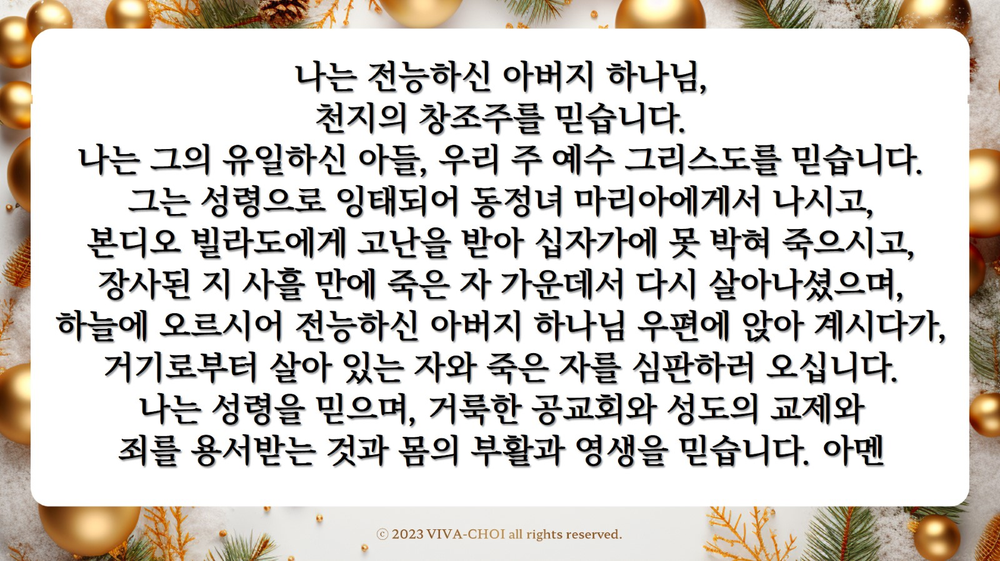 나는 전능하신 아버지 하나님,
천지의 창조주를 믿습니다.
나는 그의 유일하신 아들, 우리 주 예수 그리스도를 믿습니다.
그는 성령으로 잉태되어 동정녀 마리아에게서 나시고,
본디오 빌라도에게 고난을 받아 십자가에 못 박혀 죽으시고,
장사된 지 사흘 만에 죽은 자 가운데서 다시 살아나셨으며,
하늘에 오르시어 전능하신 아버지 하나님 우편에 앉아 계시다가,
거기로부터 살아 있는 자와 죽은 자를 심판하러 오십니다.
나는 성령을 믿으며, 거룩한 공교회와 성도의 교제와
죄를 용서받는 것과 몸의 부활과 영생을 믿습니다. 아멘
ⓒ 2023 VIVA-CHOI all rights reserved.